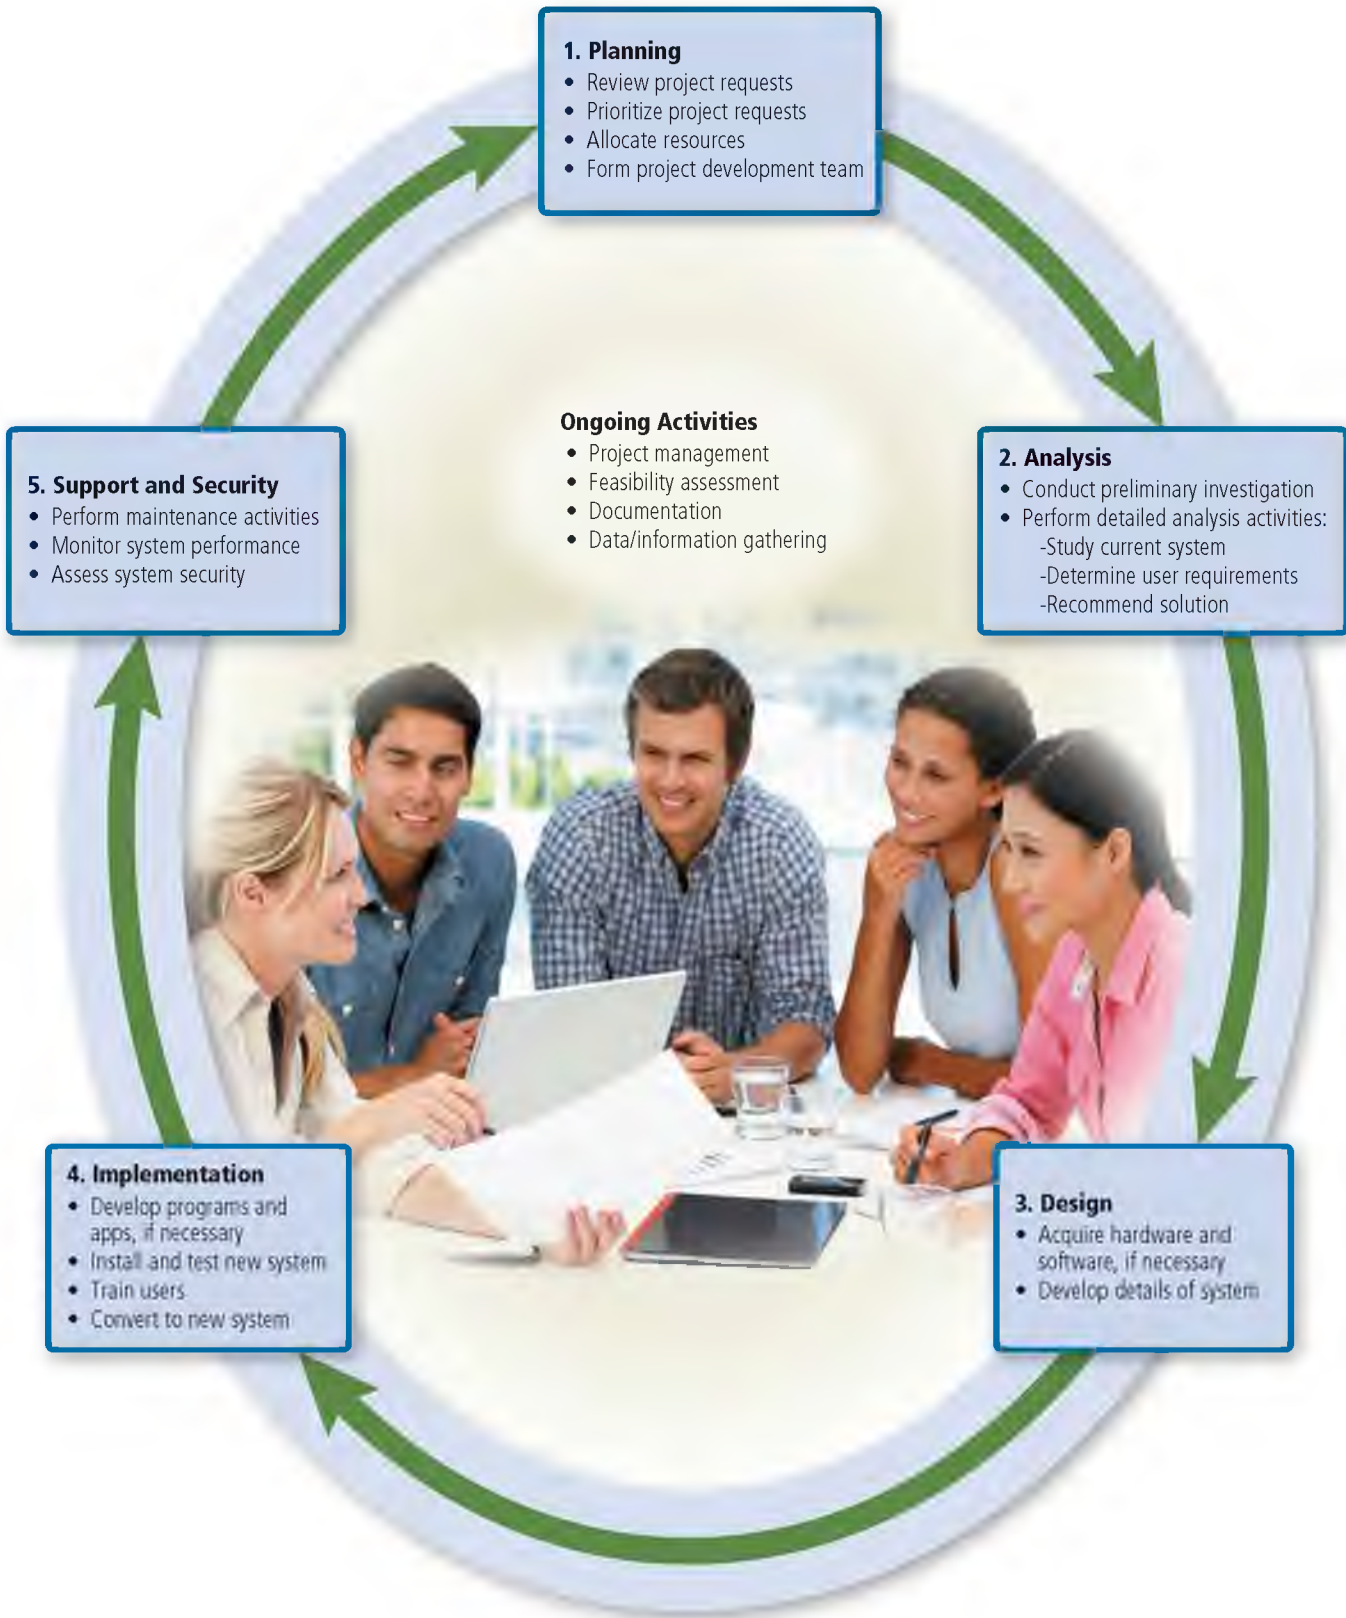 1. Planning
• Review project requests
• Prioritize project requests
• Allocate resources
• Form project development team
Ongoing Activities
• Project management
• Feasibility assessment
• Documentation
• Data/information gathering
2. Analysis
• Conduct preliminary investigation
• Perform detailed analysis activities:
-Study current system
-Determine user requirements
-Recommend solution
3. Design
• Acquire hardware and
software, if necessary
• Develop details of system
4. Implementation
• Develop programs and
apps, if necessary
• Install and test new system
• Train users
• Convert to new system
5. Support and Security
• Perform maintenance activities
• Monitor system performance
• Assess system security